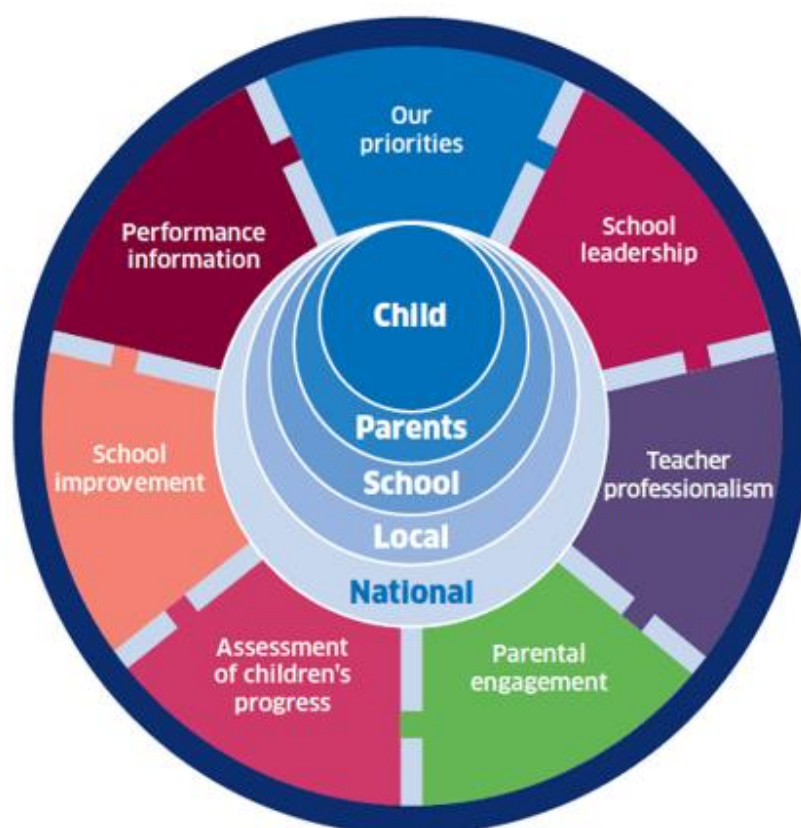 Our
priorities
School
leadership
Teacher
professionalism
Parental
engagement
Assessment
of children's
progress
School
improvement
Performance
information
Child
Parents
School
Local
National